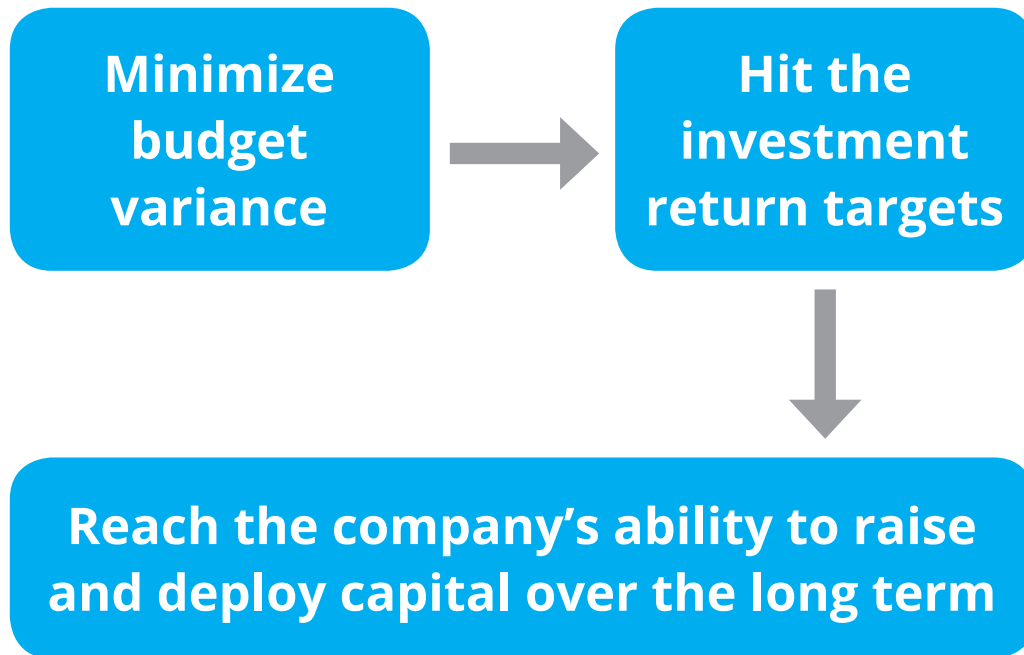 Minimize
budget
variance
Hit the
investment
return targets
Reach the company’s ability to raise
and deploy capital over the long term